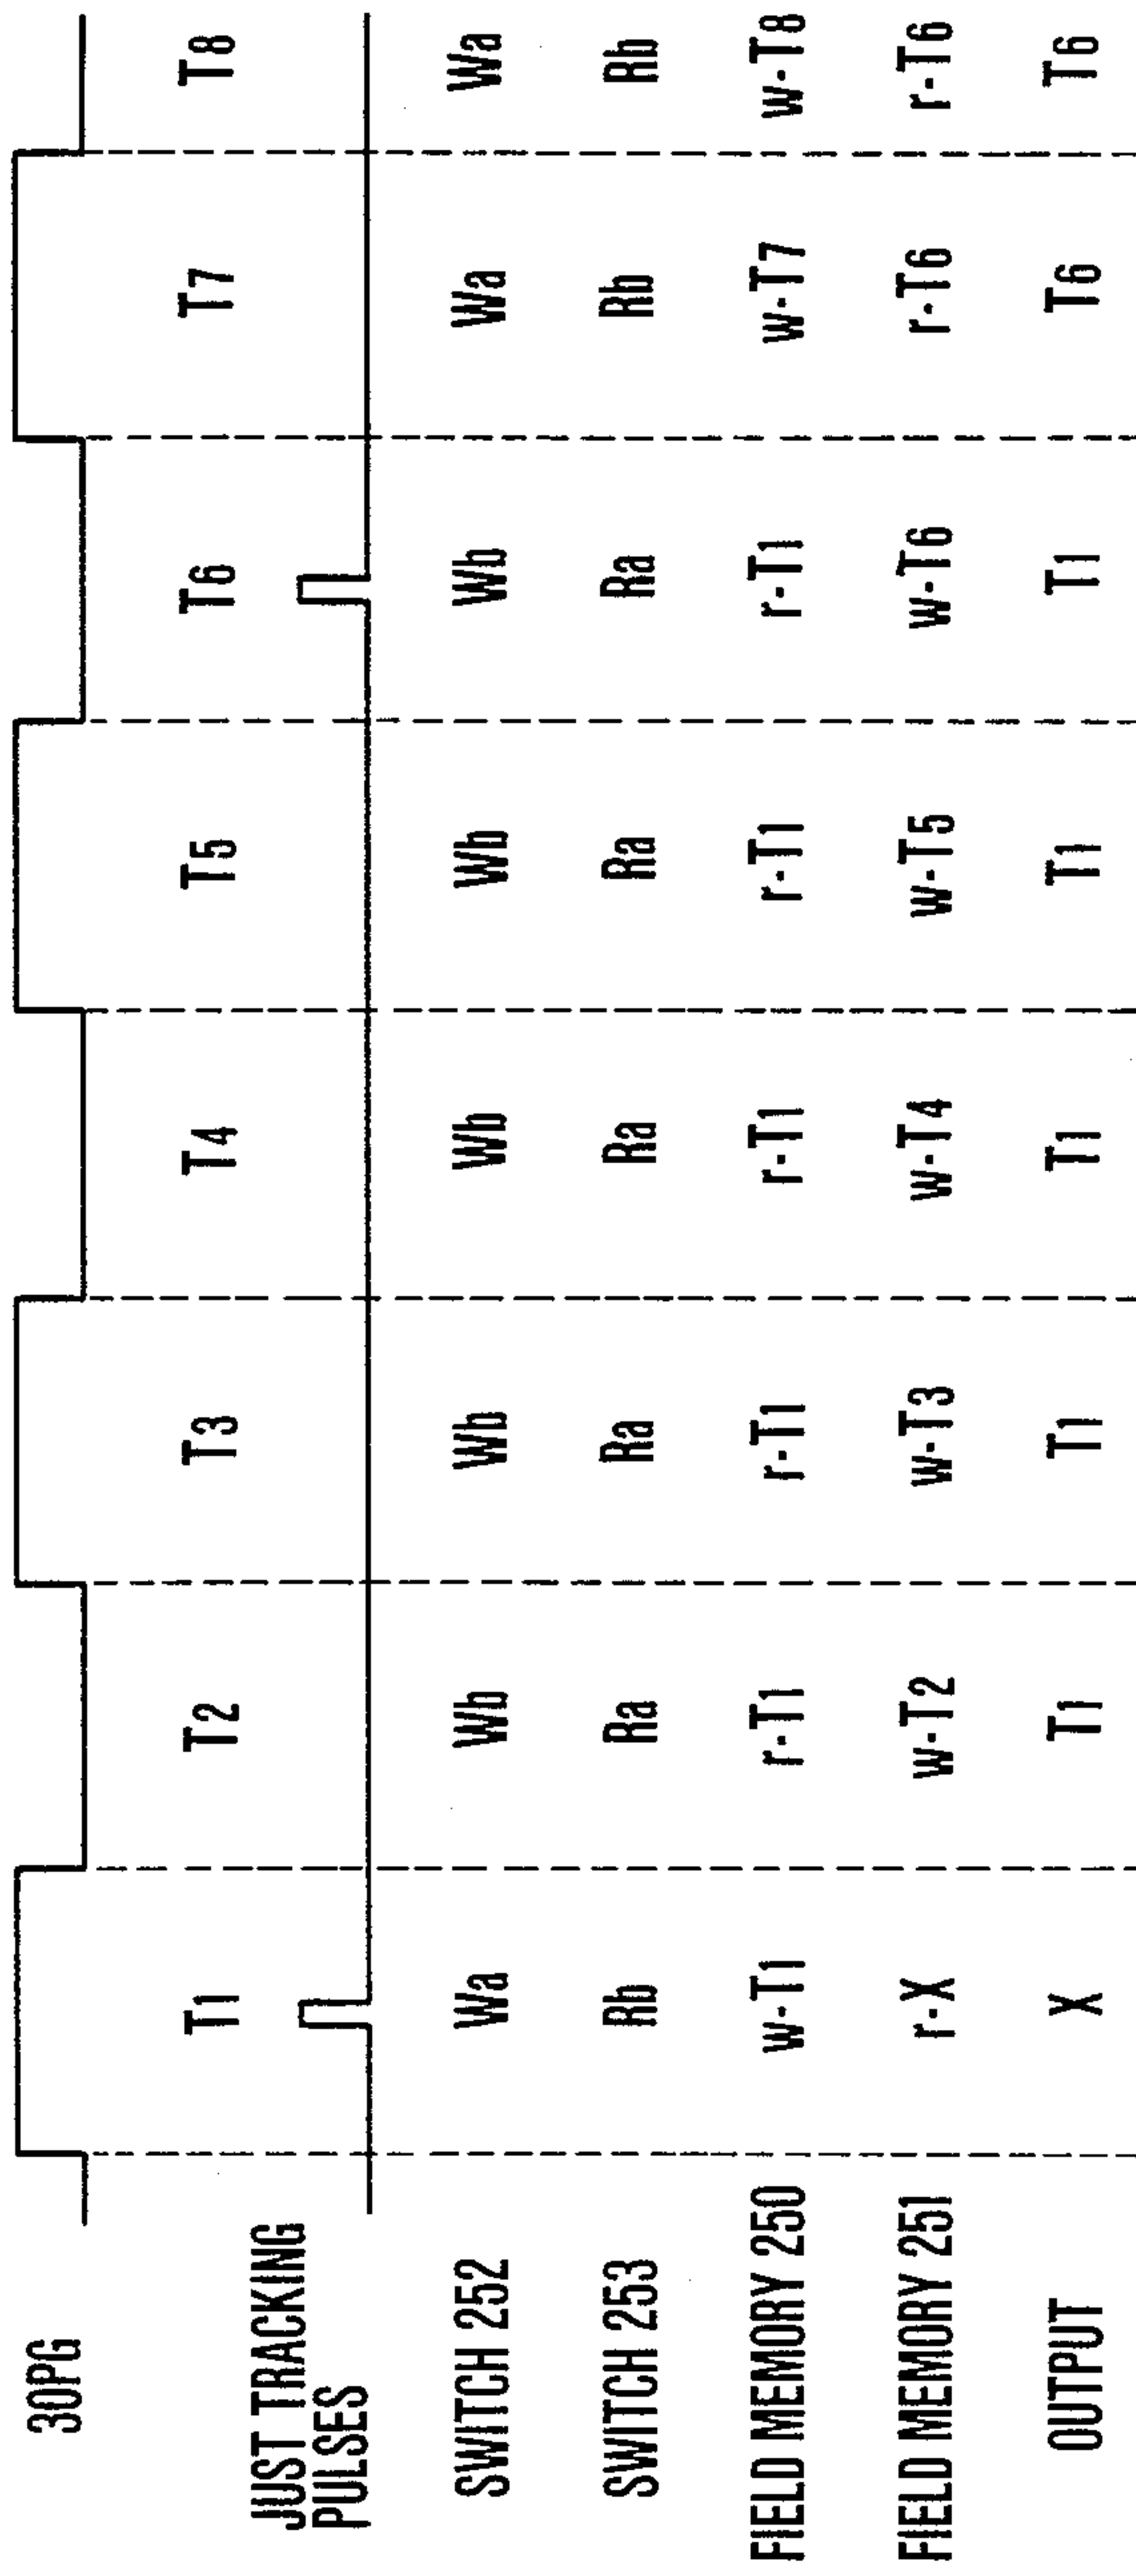 30PG
T1 T2 T3 T4 T5 T6 T7 T8
JUST TRACKING
PULSES
SWITCH 252 Wa Wb Wb Wb Wb Wb Wa Wa
SWITCH 253 Rb Ra Ra Ra Ra Ra Rb Rb
FIELD MEMORY 250 w-T1 r-T1 r-T1 r-T1 r-T1 r-T1 w-T7 w-T8
FIELD MEMORY 251 r-X w-T2 w-T3 w-T4 w-T5 w-T6 r-T6 r-T6
OUTPUT X T1 T1 T1 T1 T1 T6 T6